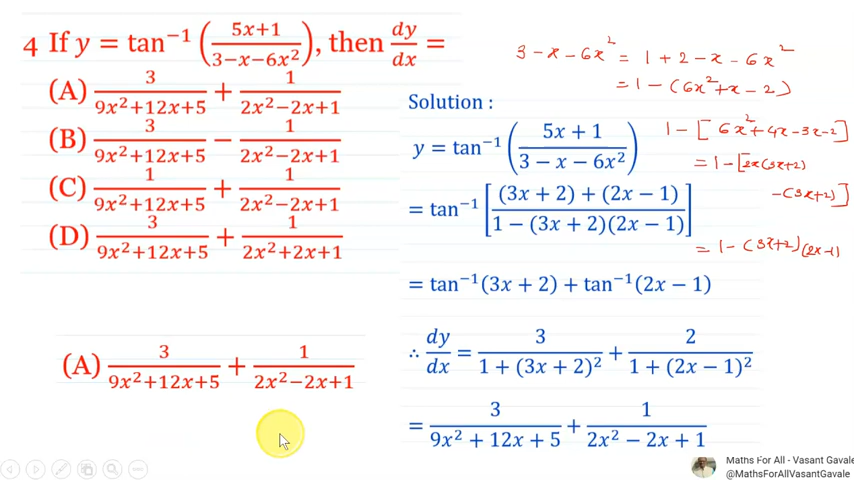 4 If y = tan⁻¹ ( (5x+1)/(3−x−6x²) ), then dy/dx =
(A) 3/(9x²+12x+5) + 1/(2x²−2x+1)
(B) 3/(9x²+12x+5) − 1/(2x²−2x+1)
(C) 1/(9x²+12x+5) + 1/(2x²−2x+1)
(D) 3/(9x²+12x+5) + 1/(2x²+2x+1)
(A) 3/(9x²+12x+5) + 1/(2x²−2x+1)
Solution :
y = tan⁻¹ ( (5x + 1)/(3 − x − 6x²) )
= tan⁻¹ [ ((3x + 2) + (2x − 1))/(1 − (3x + 2)(2x − 1)) ]
= tan⁻¹(3x + 2) + tan⁻¹(2x − 1)
∴ dy/dx = 3/(1 + (3x + 2)²) + 2/(1 + (2x − 1)²)
= 3/(9x² + 12x + 5) + 1/(2x² − 2x + 1)
3 − x − 6x² = 1 + 2 − x − 6x²
= 1 − (6x² + x − 2)
1 − [ 6x² + 4x − 3x − 2 ]
= 1 − [2x(3x+2)
−(3x+2)]
= 1 − (3x+2)(2x−1)
Maths For All - Vasant Gavale
@MathsForAllVasantGavale